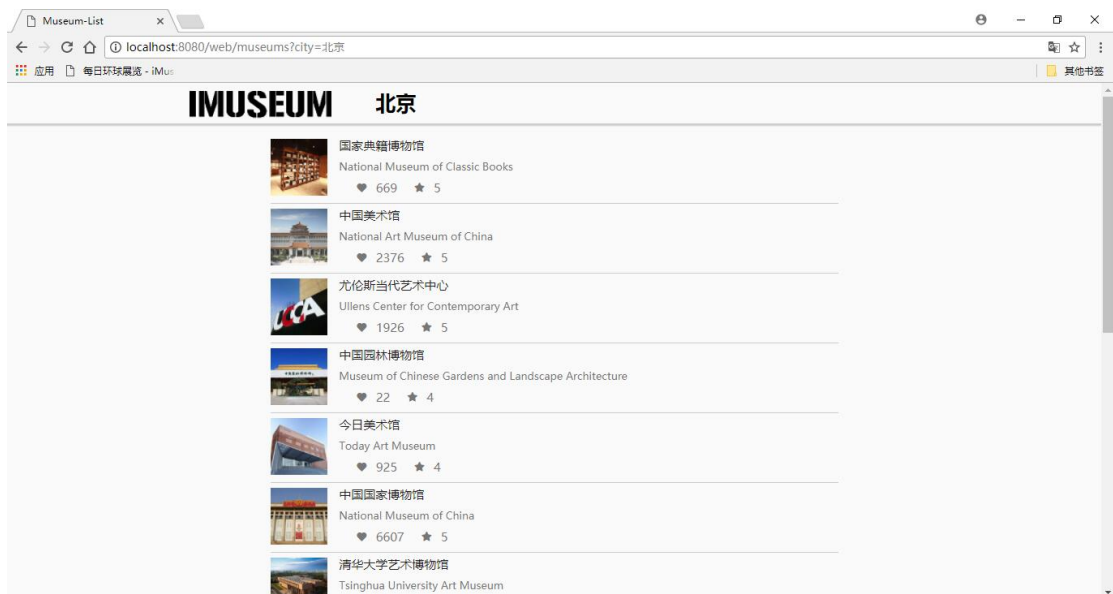 Museum-List
localhost:8080/web/museums?city=北京
应用 每日环球展览 - iMus
其他书签
IMUSEUM 北京
国家典籍博物馆
National Museum of Classic Books
669 5
中国美术馆
National Art Museum of China
2376 5
尤伦斯当代艺术中心
Ullens Center for Contemporary Art
UCCA
1926 5
中国园林博物馆
Museum of Chinese Gardens and Landscape Architecture
22 4
今日美术馆
Today Art Museum
925 4
中国国家博物馆
National Museum of China
6607 5
清华大学艺术博物馆
Tsinghua University Art Museum